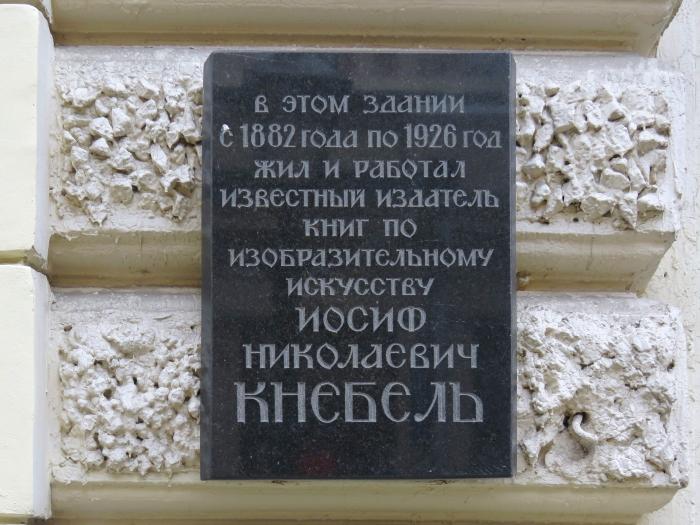 В ЭТОМ ЗДАНИИ
С 1882 ГОДА ПО 1926 ГОД
ЖИЛ И РАБОТАЛ
ИЗВЕСТНЫЙ ИЗДАТЕЛЬ
КНИГ ПО
ИЗОБРАЗИТЕЛЬНОМУ
ИСКУССТВУ
ИОСИФ
НИКОЛАЕВИЧ
КНЕБЕЛЬ